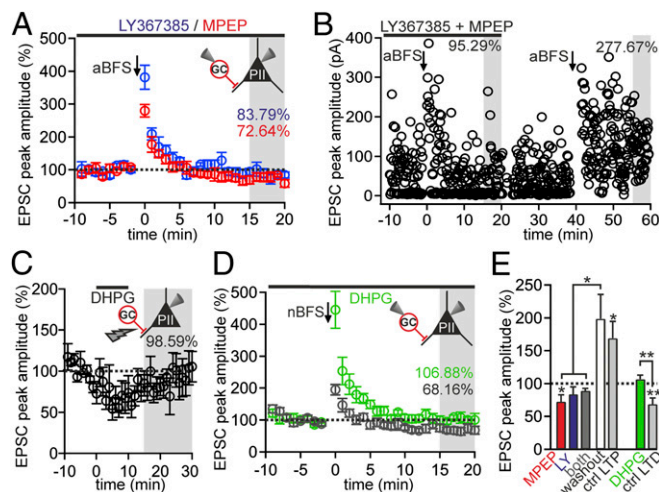 A
LY367385 / MPEP
EPSC peak amplitude (%)
500
400
300
200
100
0
aBFS
GC
PII
83.79%
72.64%
-10 -5 0 5 10 15 20
time (min)
B
LY367385 + MPEP
EPSC peak amplitude (pA)
400
300
200
100
0
aBFS
95.29%
aBFS
277.67%
-10 0 10 20 30 40 50 60
time (min)
C
EPSC peak amplitude (%)
200
150
100
50
0
DHPG
GC
PII
98.59%
-10 0 10 20 30
time (min)
D
DHPG
EPSC peak amplitude (%)
500
400
300
200
100
0
nBFS
GC
PII
106.88%
68.16%
-10 -5 0 5 10 15 20
time (min)
E
EPSC peak amplitude (%)
250
200
150
100
50
0
*
*
*
**
**
MPEP
LY
both
washout
ctrl LTP
DHPG
ctrl LTD